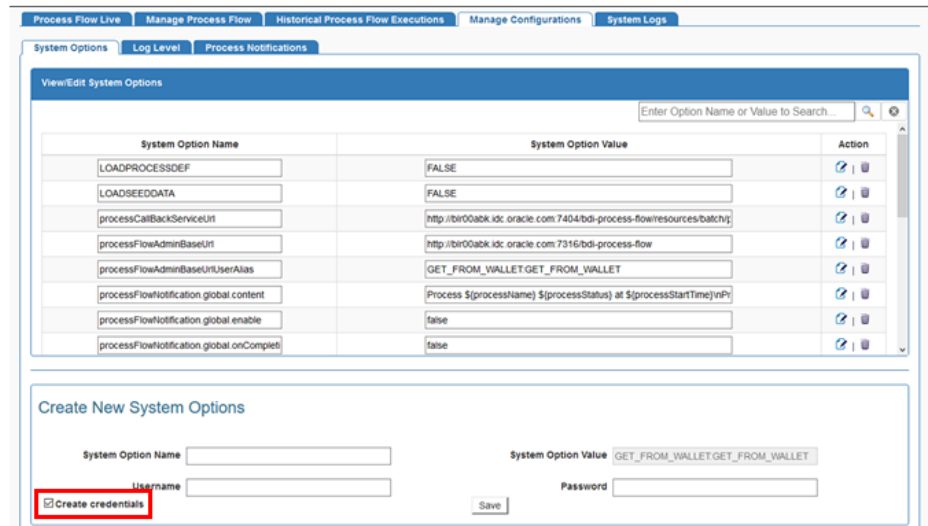 Process Flow Live Manage Process Flow Historical Process Flow Executions Manage Configurations System Logs
System Options Log Level Process Notifications
View/Edit System Options
Enter Option Name or Value to Search...
System Option Name System Option Value Action
LOADPROCESSDEF FALSE |
LOADSEEDDATA FALSE |
processCallBackServiceUrl http://blr00abk.idc.oracle.com:7404/bdi-process-flow/resources/batch/p |
processFlowAdminBaseUrl http://blr00abk.idc.oracle.com:7316/bdi-process-flow |
processFlowAdminBaseUrlUserAlias GET_FROM_WALLET:GET_FROM_WALLET |
processFlowNotification.global.content Process ${processName} ${processStatus} at ${processStartTime}\nPr |
processFlowNotification.global.enable false |
processFlowNotification.global.onCompleti false |
Create New System Options
System Option Name System Option Value GET_FROM_WALLET:GET_FROM_WALLET
Username Password
Create credentials Save